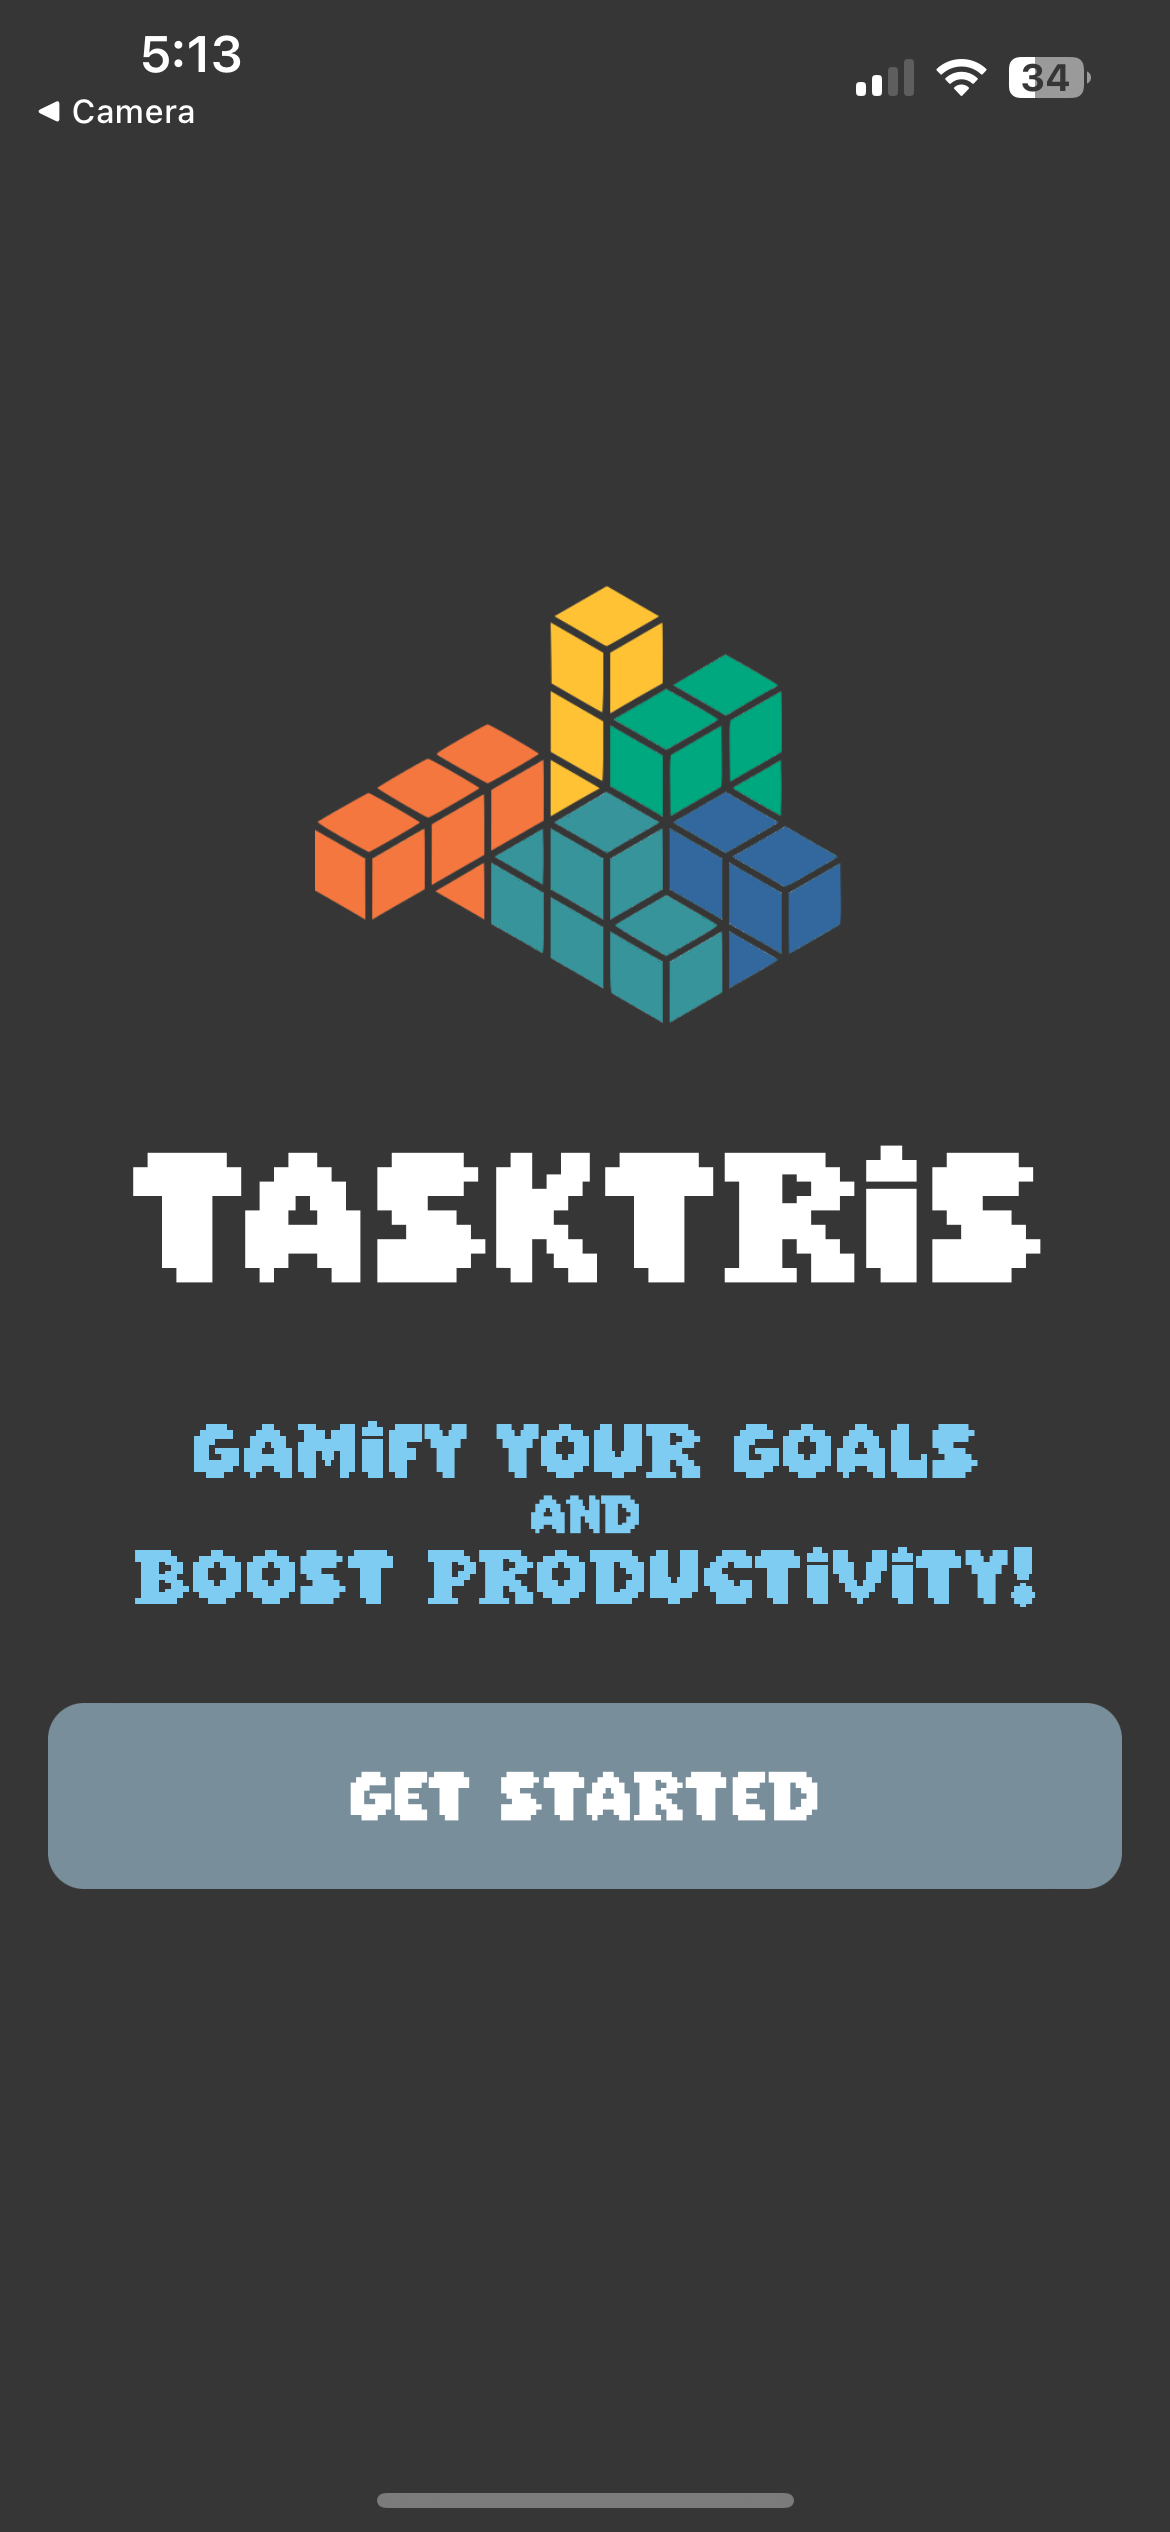 5:13
34
Camera
TASKTRiS
GAMiFY YOUR GOALS
AND
BOOST PRODUCTiViTY!
GET STARTED